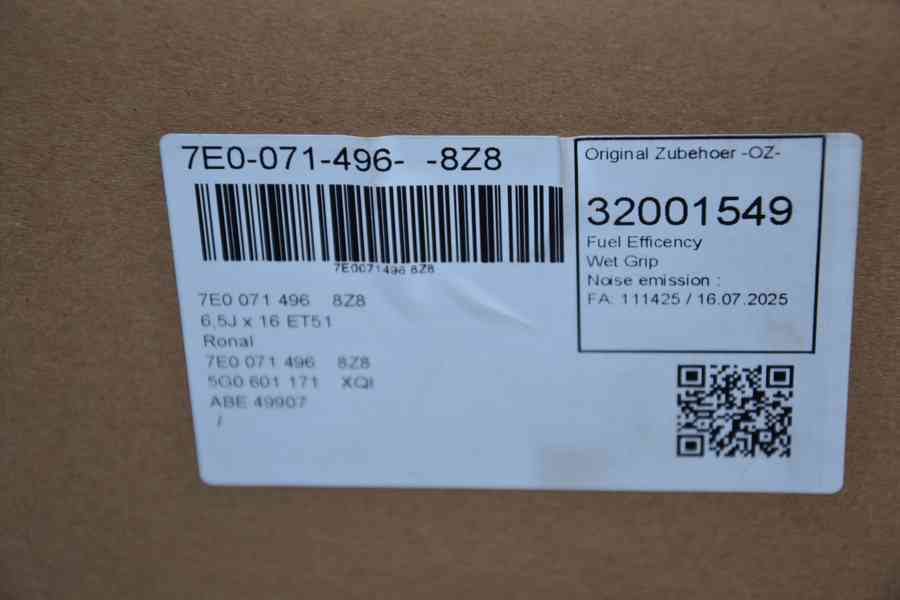 7E0-071-496- -8Z8
7E0071496 8Z8
7E0 071 496 8Z8
6,5J x 16 ET51
Ronal
7E0 071 496 8Z8
5G0 601 171 XQI
ABE 49907
/
Original Zubehoer -OZ-
32001549
Fuel Efficency
Wet Grip
Noise emission :
FA: 111425 / 16.07.2025